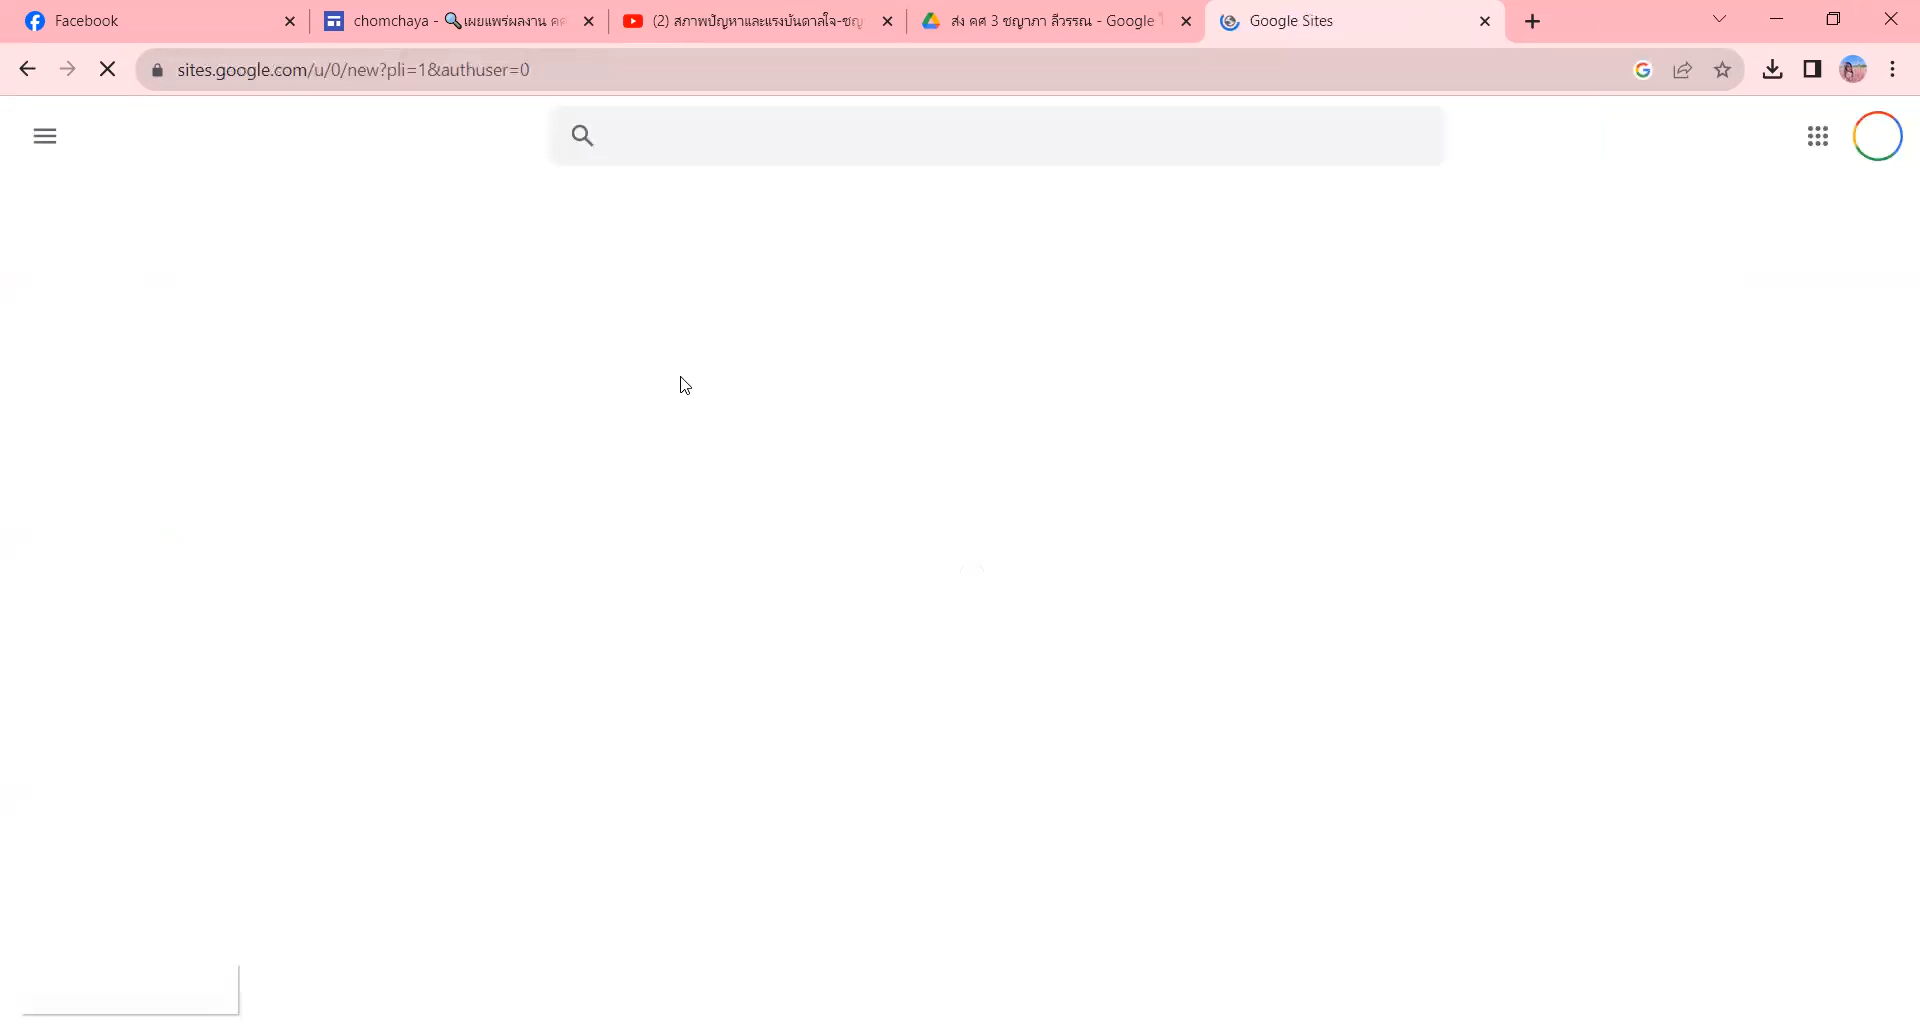 Facebook
chomchaya - 🔍เผยแพร่ผลงาน คศ
(2) สภาพปัญหาและแรงบันดาลใจ-ชญ
ส่ง คศ 3 ชญาภา ลีวรรณ - Google ไ
Google Sites
sites.google.com/u/0/new?pli=1&authuser=0